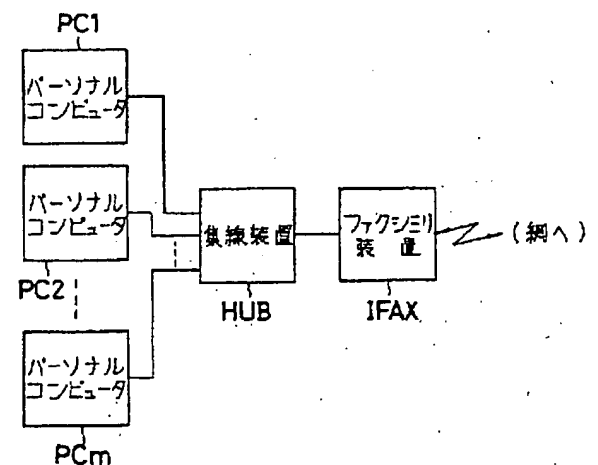 PC1
パーソナル
コンピュータ
パーソナル
コンピュータ
PC2
集線装置
HUB
ファクシミリ
装置
IFAX
(網へ)
パーソナル
コンピュータ
PCm